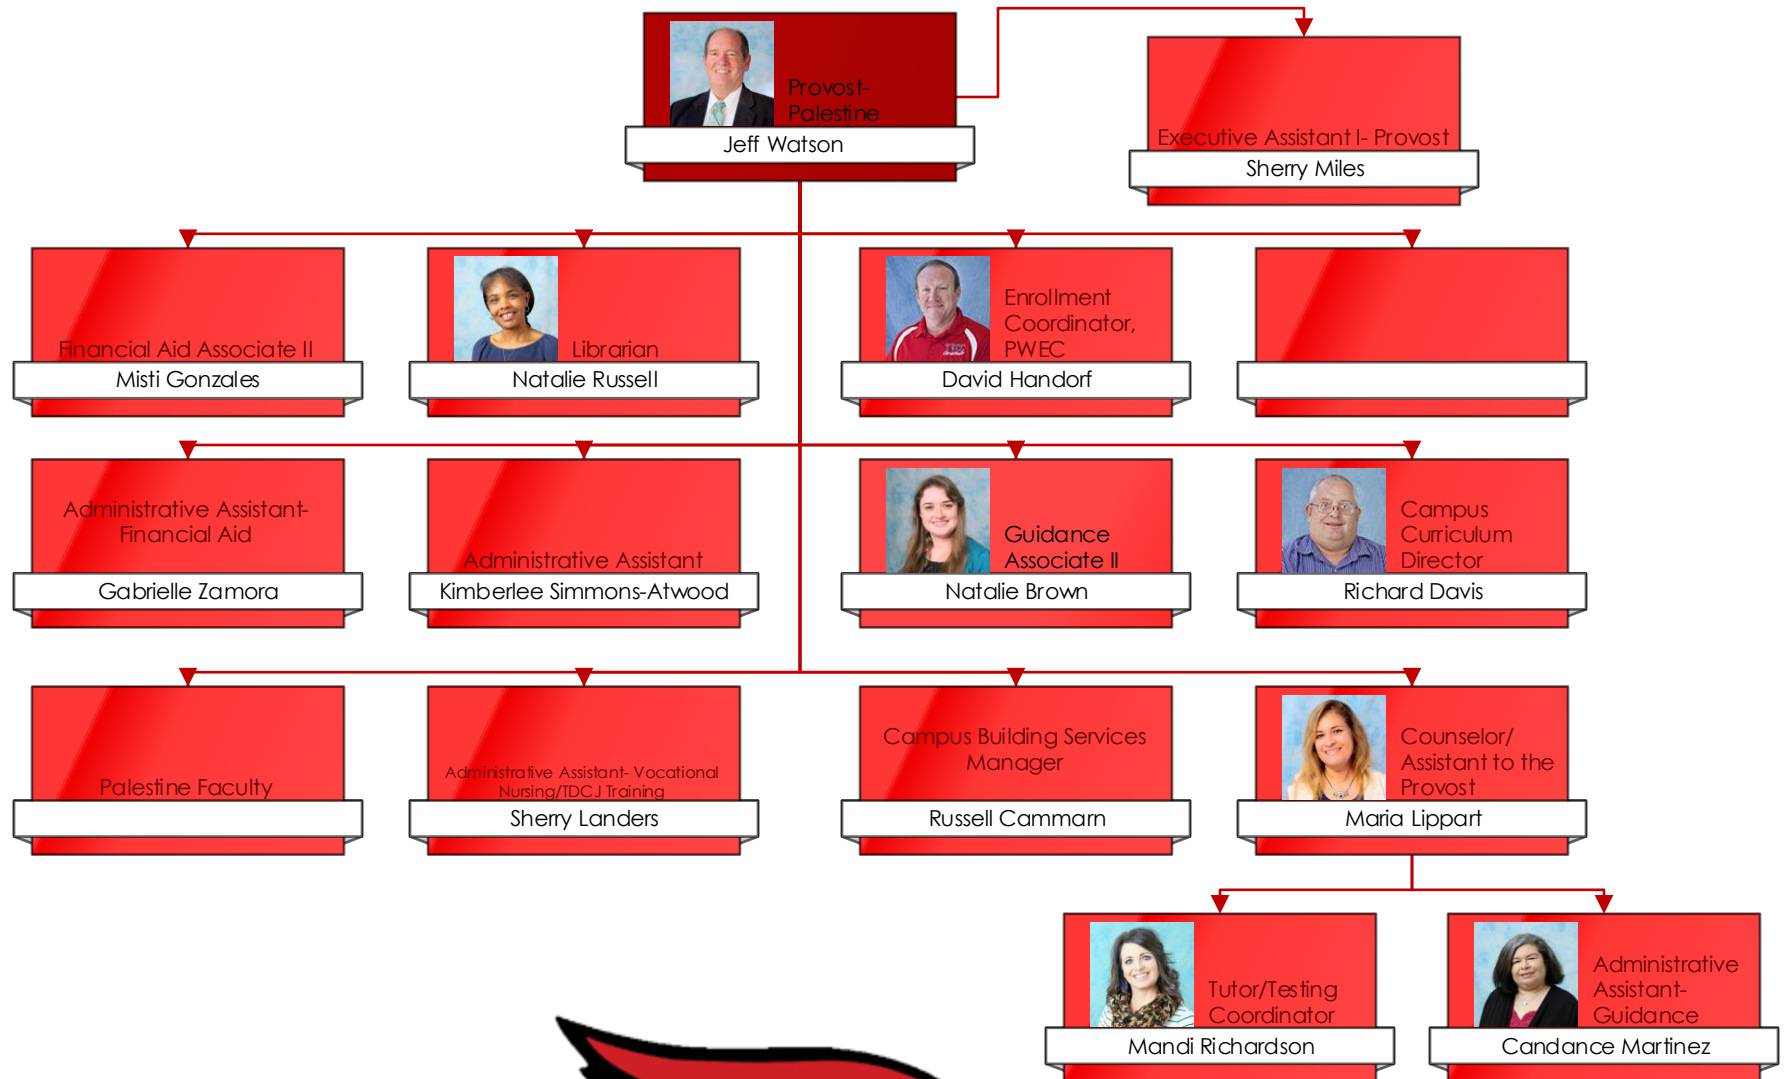 Provost-
Palestine
Jeff Watson
Executive Assistant I- Provost
Sherry Miles
Financial Aid Associate II
Misti Gonzales
Librarian
Natalie Russell
Enrollment
Coordinator,
PWEC
David Handorf
Administrative Assistant-
Financial Aid
Gabrielle Zamora
Administrative Assistant
Kimberlee Simmons-Atwood
Guidance
Associate II
Natalie Brown
Campus
Curriculum
Director
Richard Davis
Palestine Faculty
Administrative Assistant- Vocational
Nursing/TDCJ Training
Sherry Landers
Campus Building Services
Manager
Russell Cammarn
Counselor/
Assistant to the
Provost
Maria Lippart
Tutor/Testing
Coordinator
Mandi Richardson
Administrative
Assistant-
Guidance
Candance Martinez